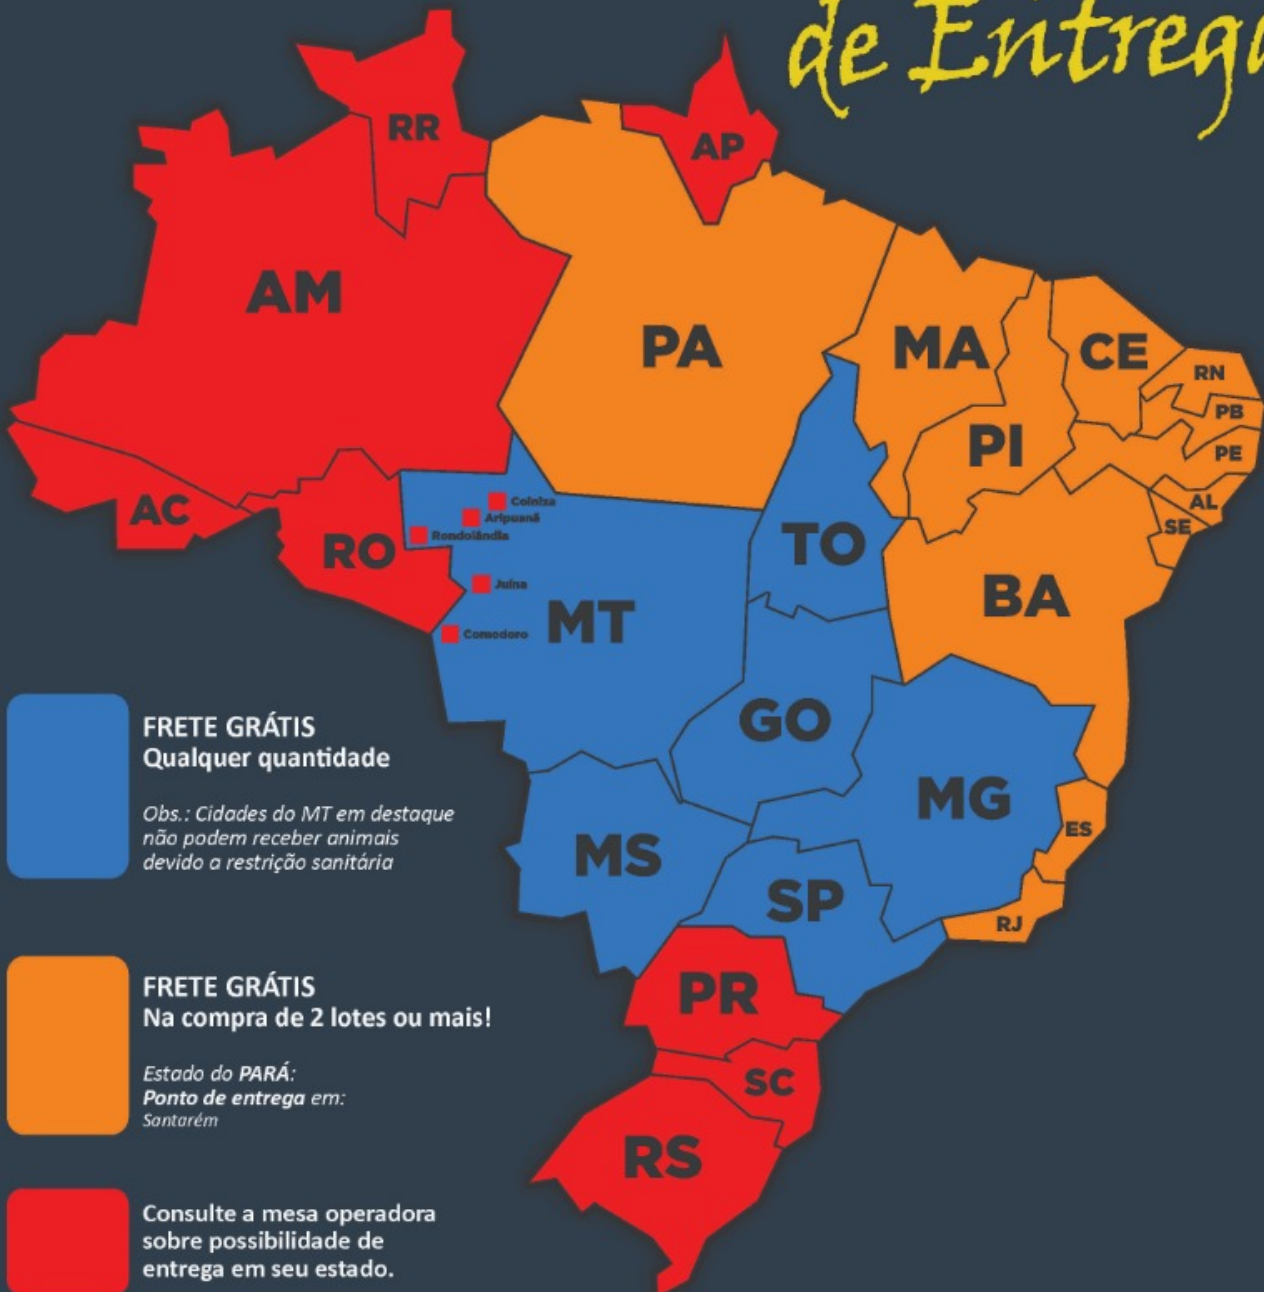 de Entrega
RR
AP
AM
PA
MA
CE
RN
PB
PI
PE
AL
SE
AC
RO
Colniza
Aripuanã
Rondolândia
Juína
Comodoro
TO
MT
BA
GO
MG
ES
MS
SP
RJ
PR
SC
RS
FRETE GRÁTIS
Qualquer quantidade
Obs.: Cidades do MT em destaque
não podem receber animais
devido a restrição sanitária
FRETE GRÁTIS
Na compra de 2 lotes ou mais!
Estado do PARÁ:
Ponto de entrega em:
Santarém
Consulte a mesa operadora
sobre possibilidade de
entrega em seu estado.